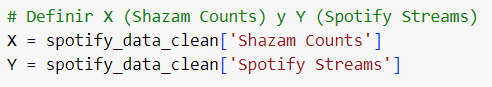 # Definir X (Shazam Counts) y Y (Spotify Streams)
X = spotify_data_clean['Shazam Counts']
Y = spotify_data_clean['Spotify Streams']